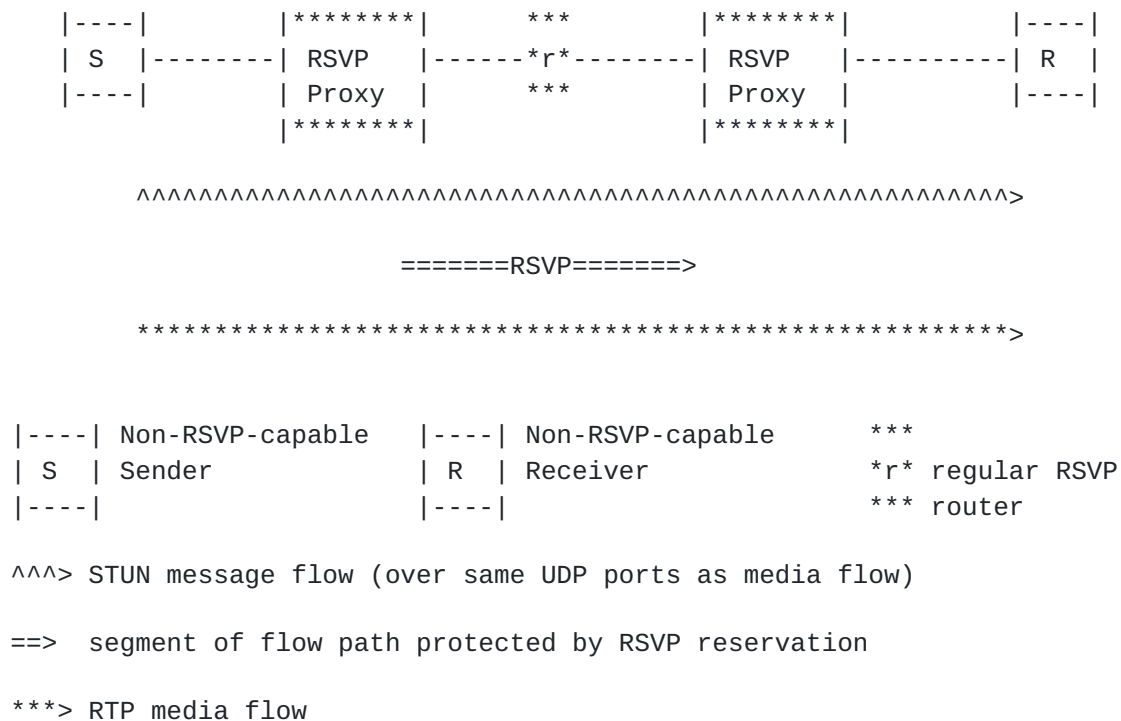 |----|        |********|      ***       |********|          |----|
| S  |--------| RSVP   |------*r*--------| RSVP   |----------| R  |
|----|        | Proxy  |      ***       | Proxy  |          |----|
              |********|                |********|
^^^^^^^^^^^^^^^^^^^^^^^^^^^^^^^^^^^^^^^^^^^^^^^^^^^^^^^^>
=======RSVP=======>
********************************************************>
|----| Non-RSVP-capable   |----| Non-RSVP-capable      ***
| S  | Sender             | R  | Receiver              *r* regular RSVP
|----|                    |----|                       *** router
^^^> STUN message flow (over same UDP ports as media flow)
==>  segment of flow path protected by RSVP reservation
***> RTP media flow